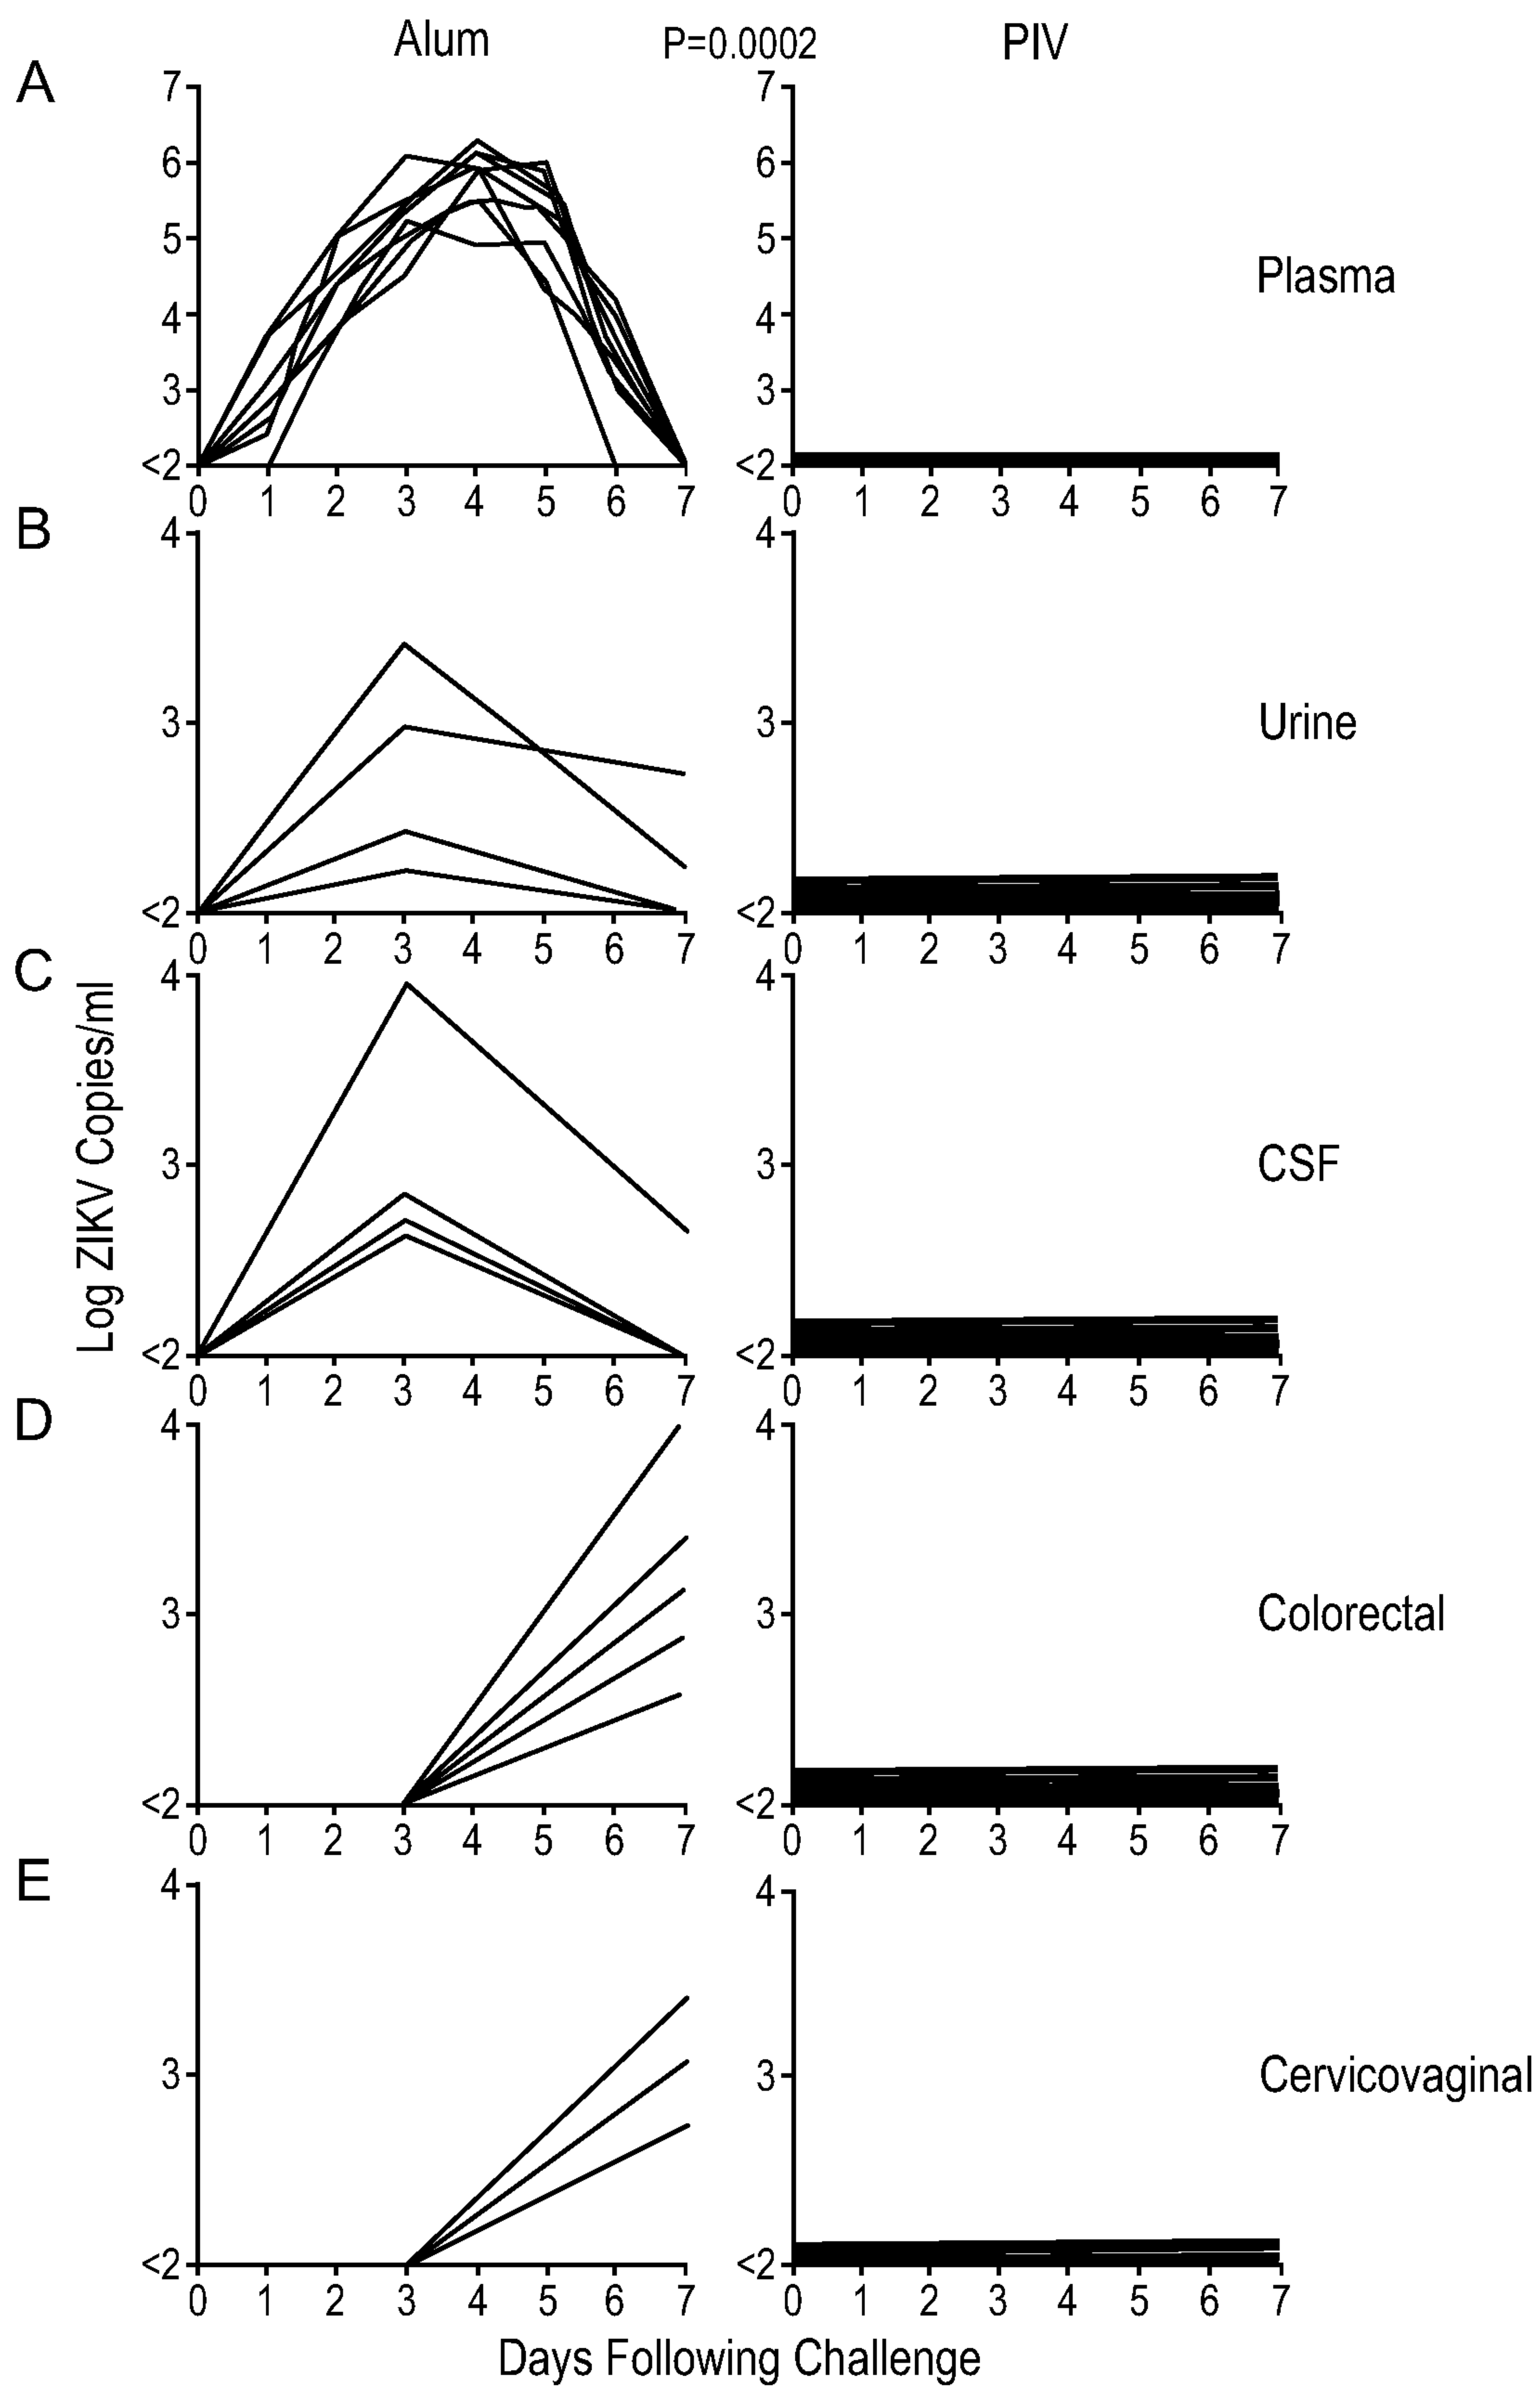 Alum P=0.0002 PIV
A
7 7
6 6
5 5
Plasma
4 4
3 3
<2 <2
0 1 2 3 4 5 6 7 0 1 2 3 4 5 6 7
B
4 4
3 3 Urine
<2 <2
0 1 2 3 4 5 6 7 0 1 2 3 4 5 6 7
C
4 4
Log ZIKV Copies/ml
3 3 CSF
<2 <2
0 1 2 3 4 5 6 7 0 1 2 3 4 5 6 7
D
4 4
3 3 Colorectal
<2 <2
0 1 2 3 4 5 6 7 0 1 2 3 4 5 6 7
E
4 4
3 3 Cervicovaginal
<2 <2
0 1 2 3 4 5 6 7 0 1 2 3 4 5 6 7
Days Following Challenge